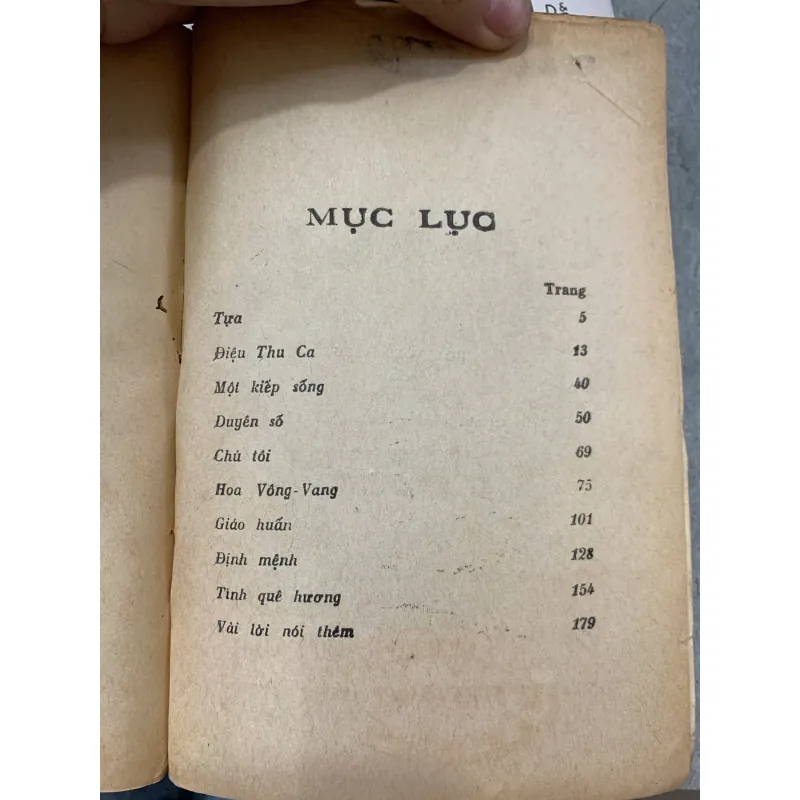 D&
MỤC LỤC
Trang
Tựa 5
Điệu Thu Ca 13
Một kiếp sống 40
Duyên số 50
Chú tôi 69
Hoa Vông-Vang 75
Giáo huấn 101
Định mệnh 128
Tình quê hương 154
Vài lời nói thêm 179